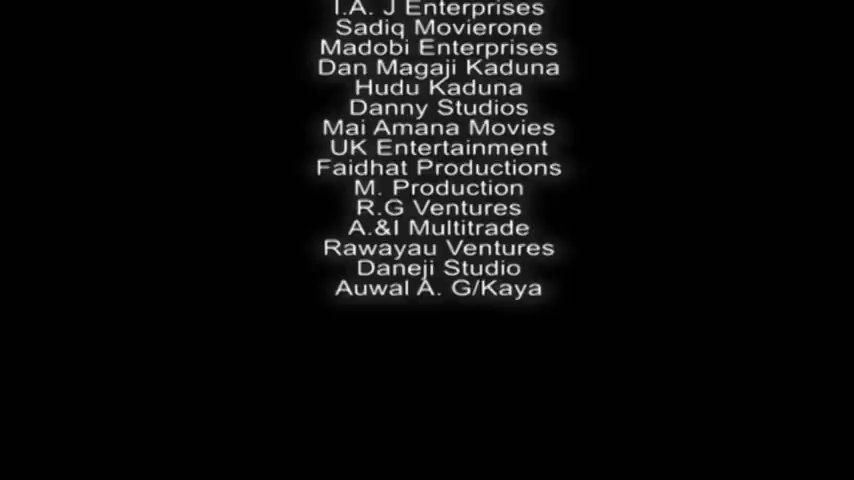 I.A. J Enterprises
Sadiq Movierone
Madobi Enterprises
Dan Magaji Kaduna
Hudu Kaduna
Danny Studios
Mai Amana Movies
UK Entertainment
Faidhat Productions
M. Production
R.G Ventures
A.&I Multitrade
Rawayau Ventures
Daneji Studio
Auwal A. G/Kaya